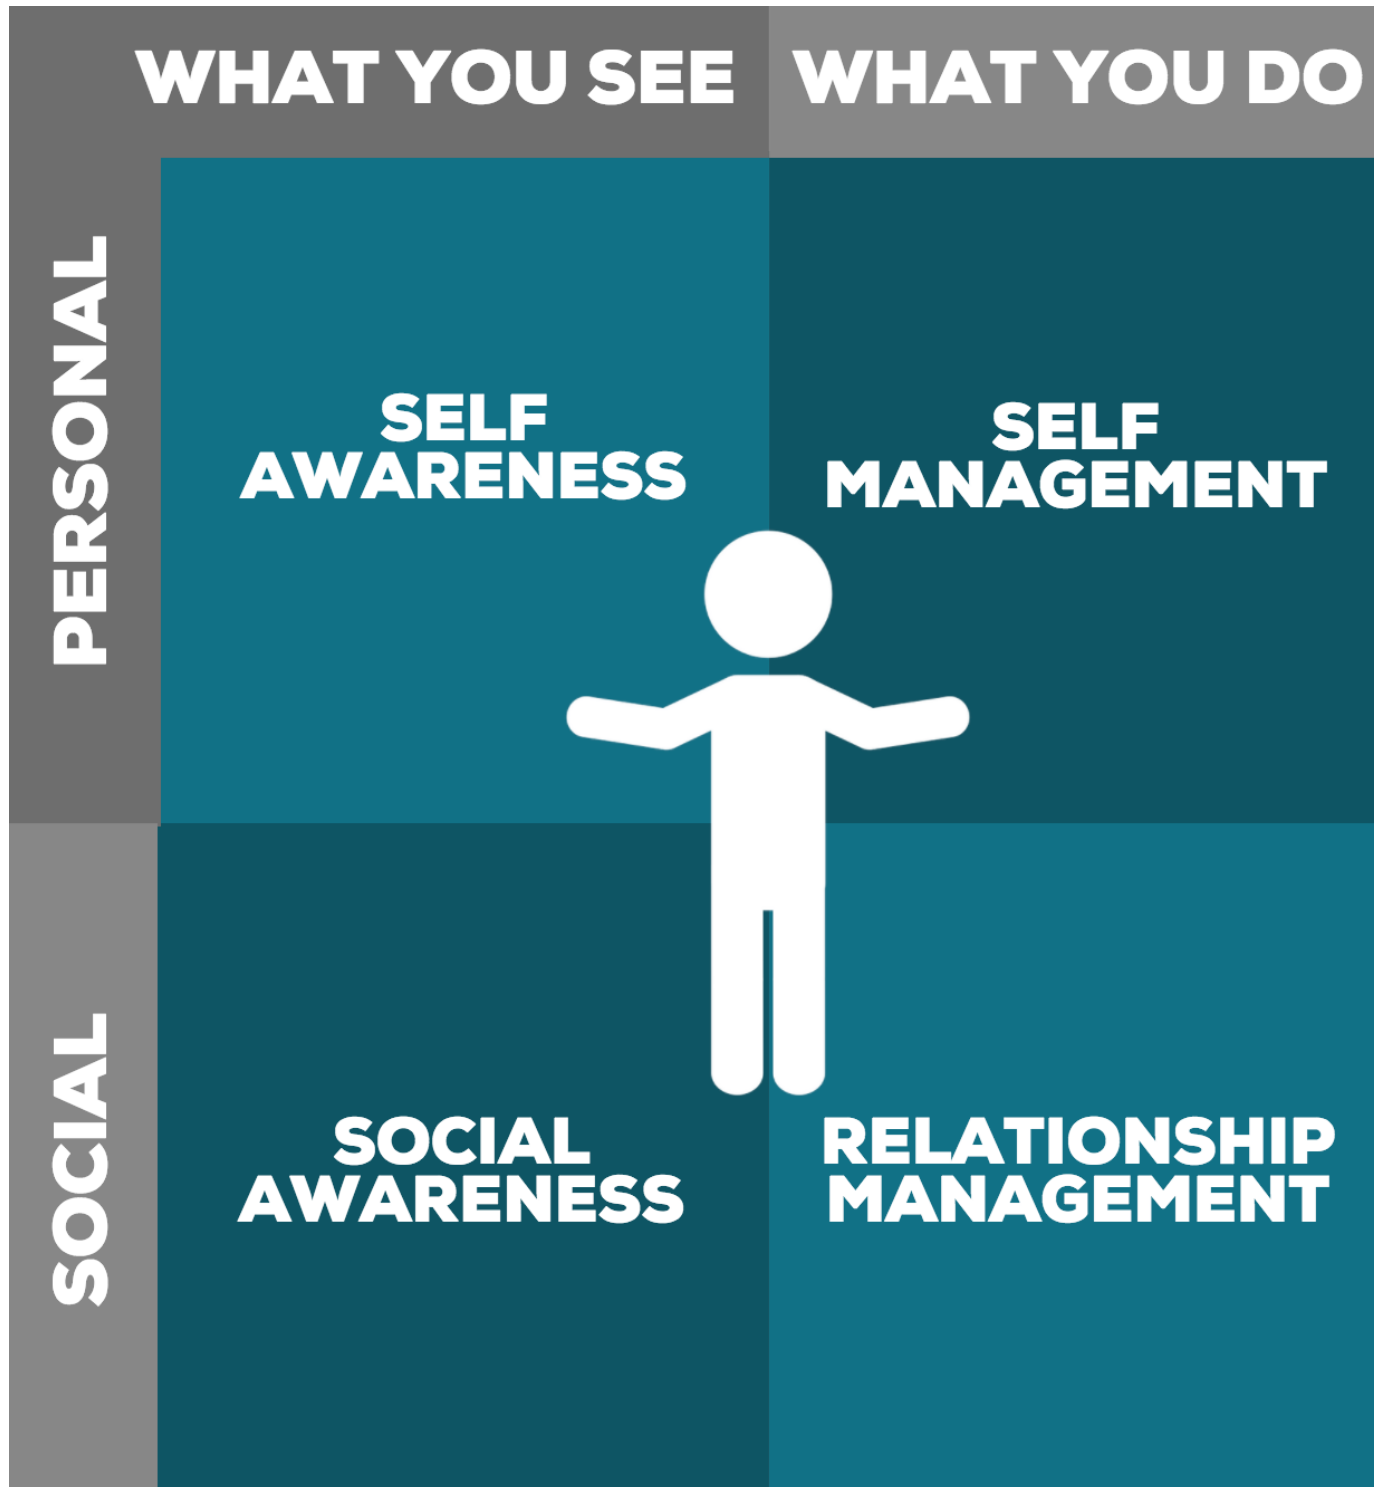 WHAT YOU SEE
WHAT YOU DO
PERSONAL
SELF
AWARENESS
SELF
MANAGEMENT
SOCIAL
SOCIAL
AWARENESS
RELATIONSHIP
MANAGEMENT